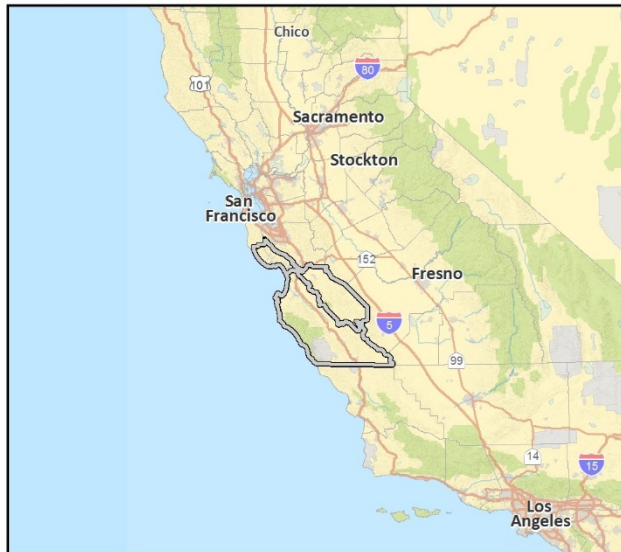 Chico
80
101
Sacramento
Stockton
San
Francisco
152
Fresno
5
99
14
15
Los
Angeles